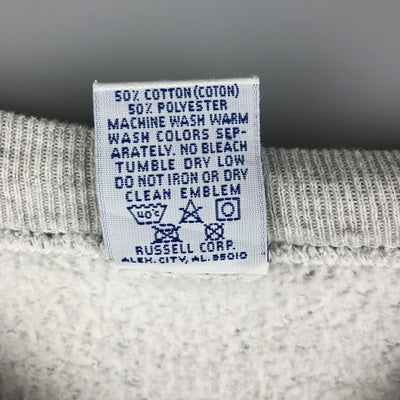 50% COTTON (COTON)
50% POLYESTER
MACHINE WASH WARM
WASH COLORS SEP-
ARATELY. NO BLEACH
TUMBLE DRY LOW
DO NOT IRON OR DRY
CLEAN EMBLEM
40°C
RUSSELL CORP.
ALEX. CITY, AL. 35010